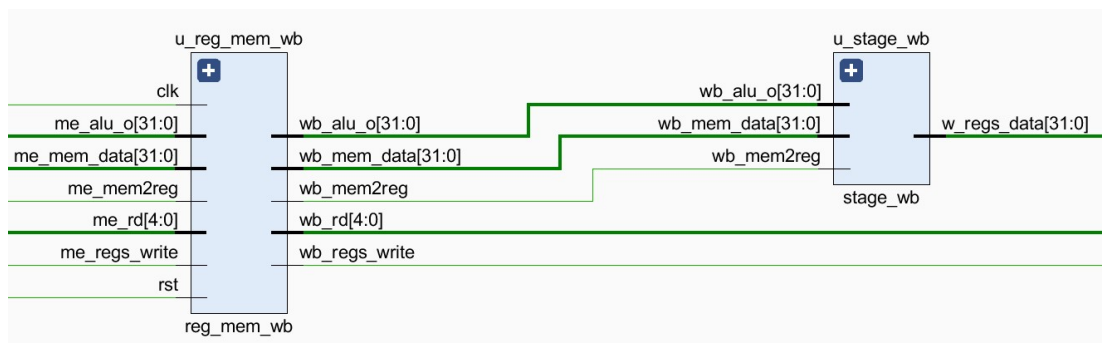 u_reg_mem_wb
clk
me_alu_o[31:0]
me_mem_data[31:0]
me_mem2reg
me_rd[4:0]
me_regs_write
rst
wb_alu_o[31:0]
wb_mem_data[31:0]
wb_mem2reg
wb_rd[4:0]
wb_regs_write
reg_mem_wb
u_stage_wb
wb_alu_o[31:0]
wb_mem_data[31:0]
wb_mem2reg
w_regs_data[31:0]
stage_wb